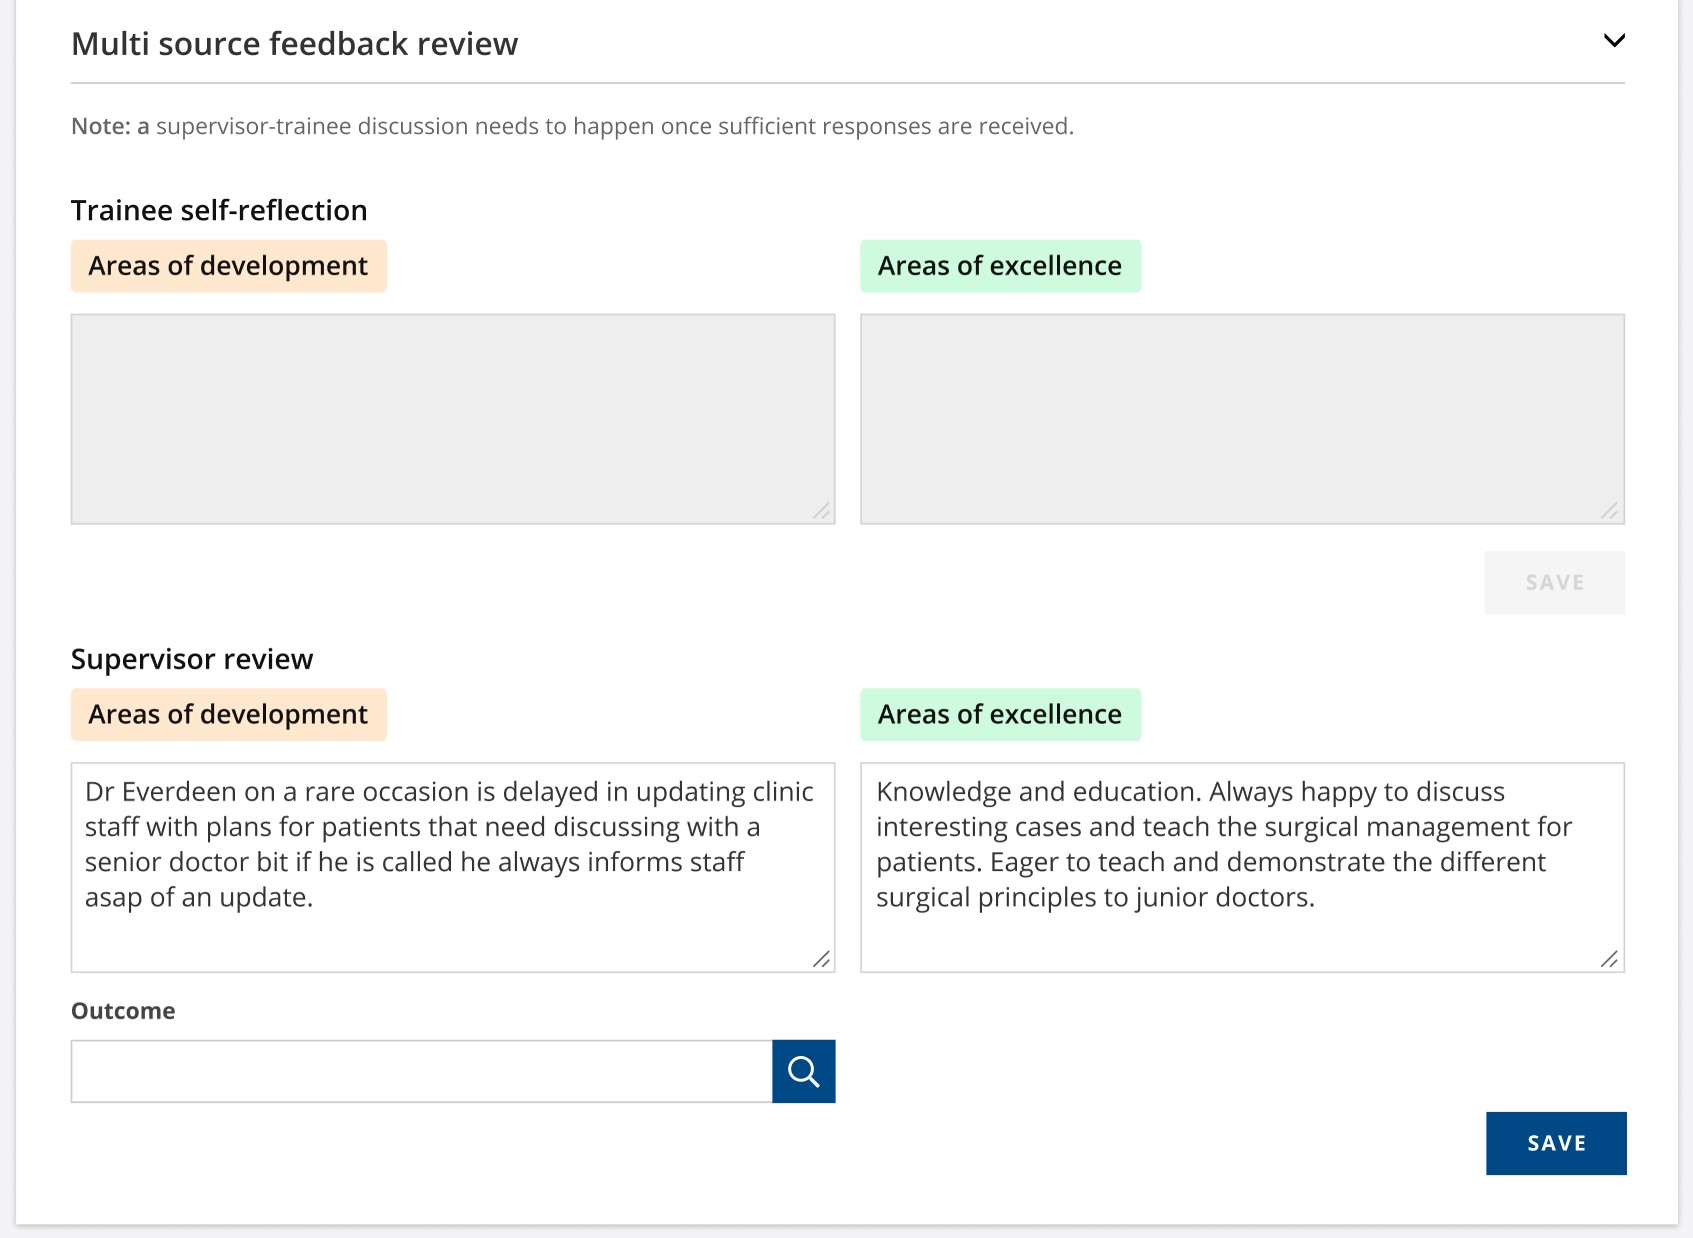 Multi source feedback review
Note: a supervisor-trainee discussion needs to happen once sufficient responses are received.
Trainee self-reflection
Areas of development
Areas of excellence
SAVE
Supervisor review
Areas of development
Areas of excellence
Dr Everdeen on a rare occasion is delayed in updating clinic
staff with plans for patients that need discussing with a
senior doctor bit if he is called he always informs staff
asap of an update.
Knowledge and education. Always happy to discuss
interesting cases and teach the surgical management for
patients. Eager to teach and demonstrate the different
surgical principles to junior doctors.
Outcome
SAVE